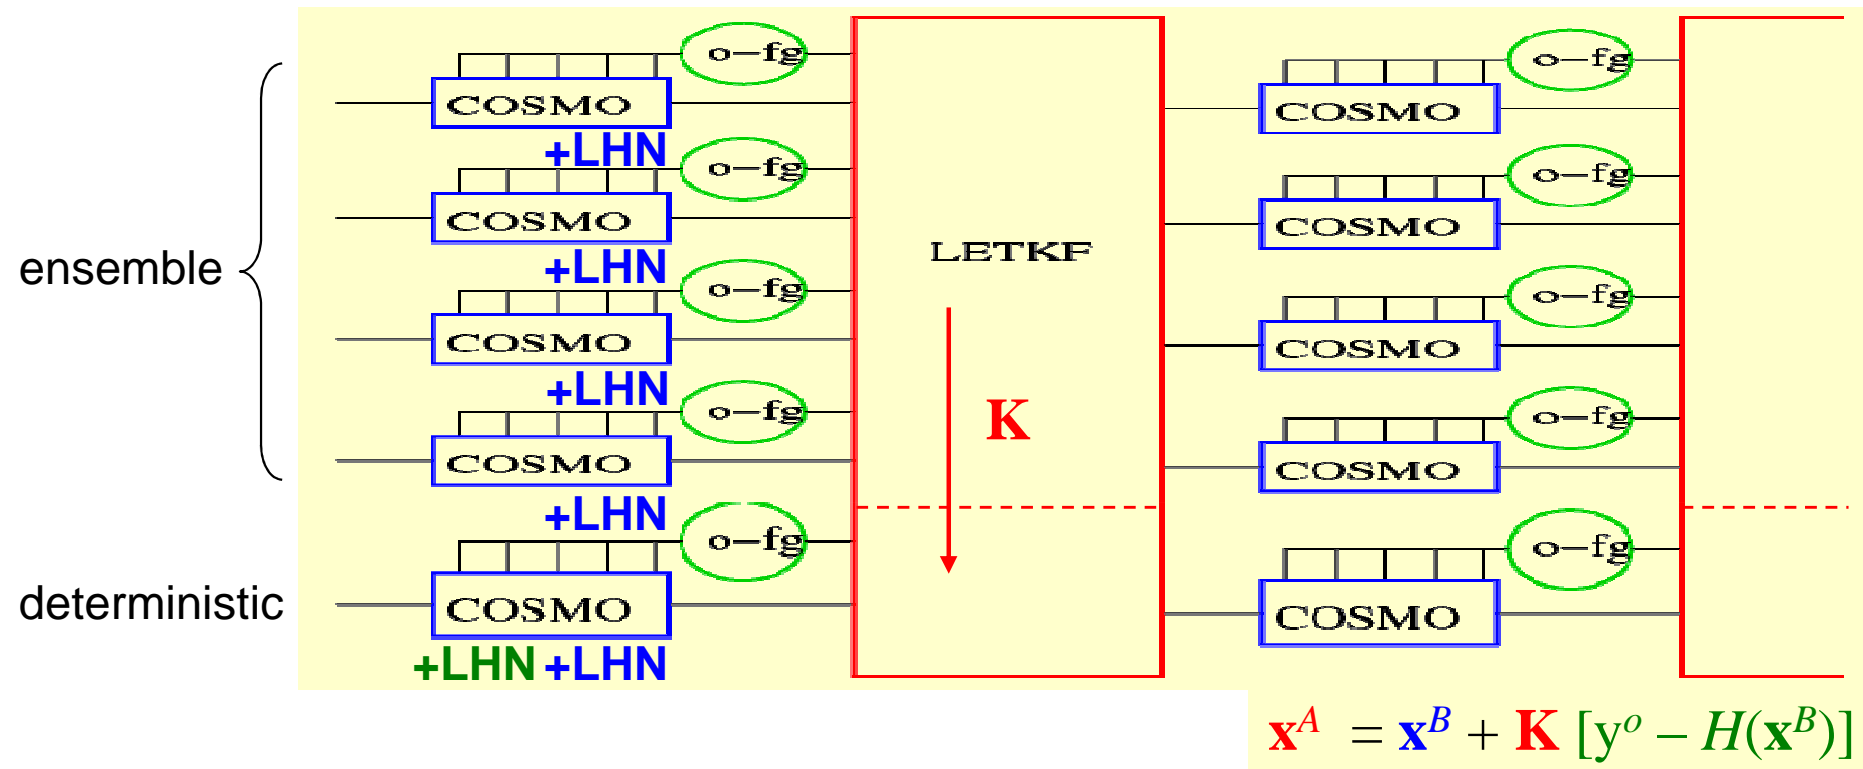 o-fg o-fg
COSMO COSMO
+LHN
o-fg o-fg
COSMO COSMO
LETKF
ensemble +LHN
o-fg o-fg
COSMO COSMO
+LHN
K
o-fg o-fg
COSMO COSMO
+LHN
o-fg o-fg
deterministic COSMO COSMO
+LHN +LHN
x^A = x^B + K [y^o – H(x^B)]